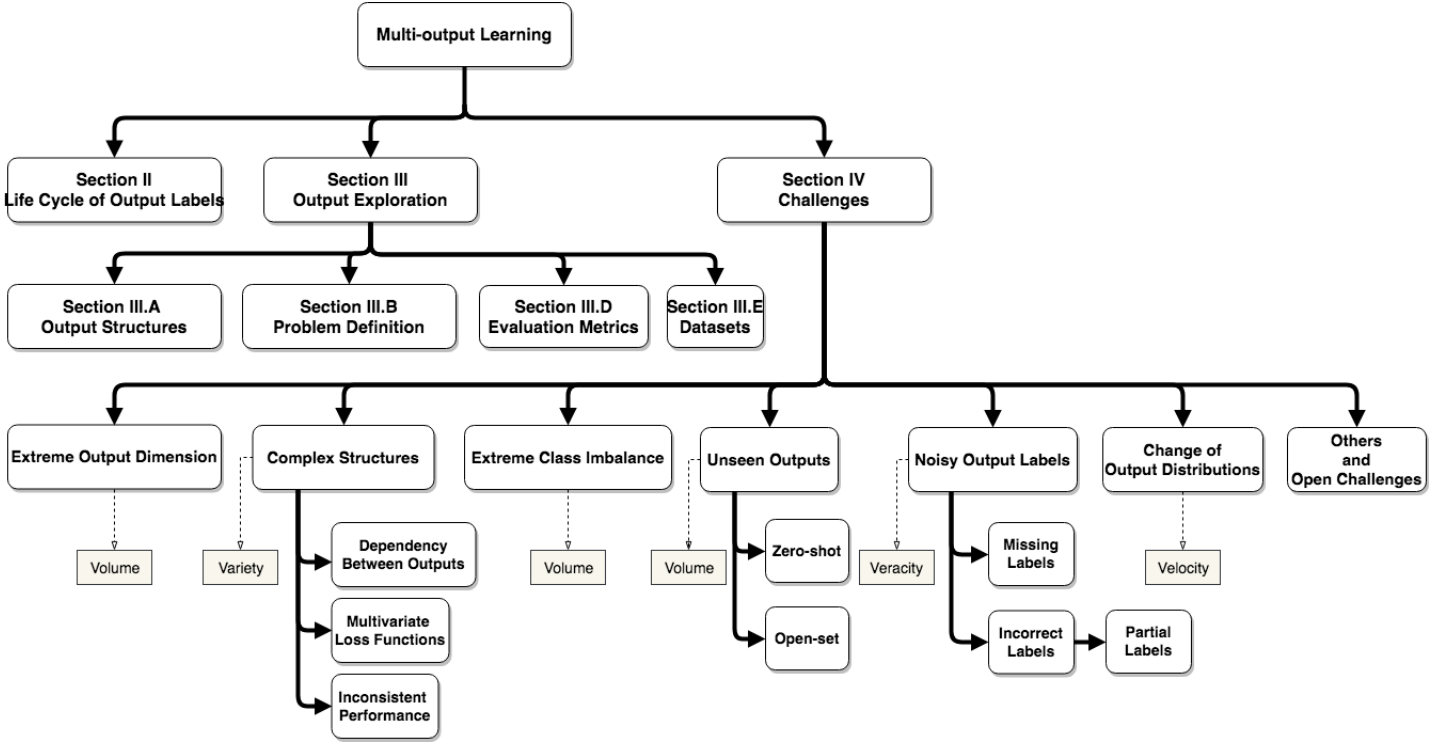 Multi-output Learning
Section II
Life Cycle of Output Labels
Section III
Output Exploration
Section IV
Challenges
Section III.A
Output Structures
Section III.B
Problem Definition
Section III.D
Evaluation Metrics
Section III.E
Datasets
Extreme Output Dimension
Complex Structures
Extreme Class Imbalance
Unseen Outputs
Noisy Output Labels
Change of
Output Distributions
Others
and
Open Challenges
Volume
Variety
Dependency
Between Outputs
Multivariate
Loss Functions
Inconsistent
Performance
Volume
Volume
Zero-shot
Open-set
Veracity
Missing
Labels
Incorrect
Labels
Partial
Labels
Velocity